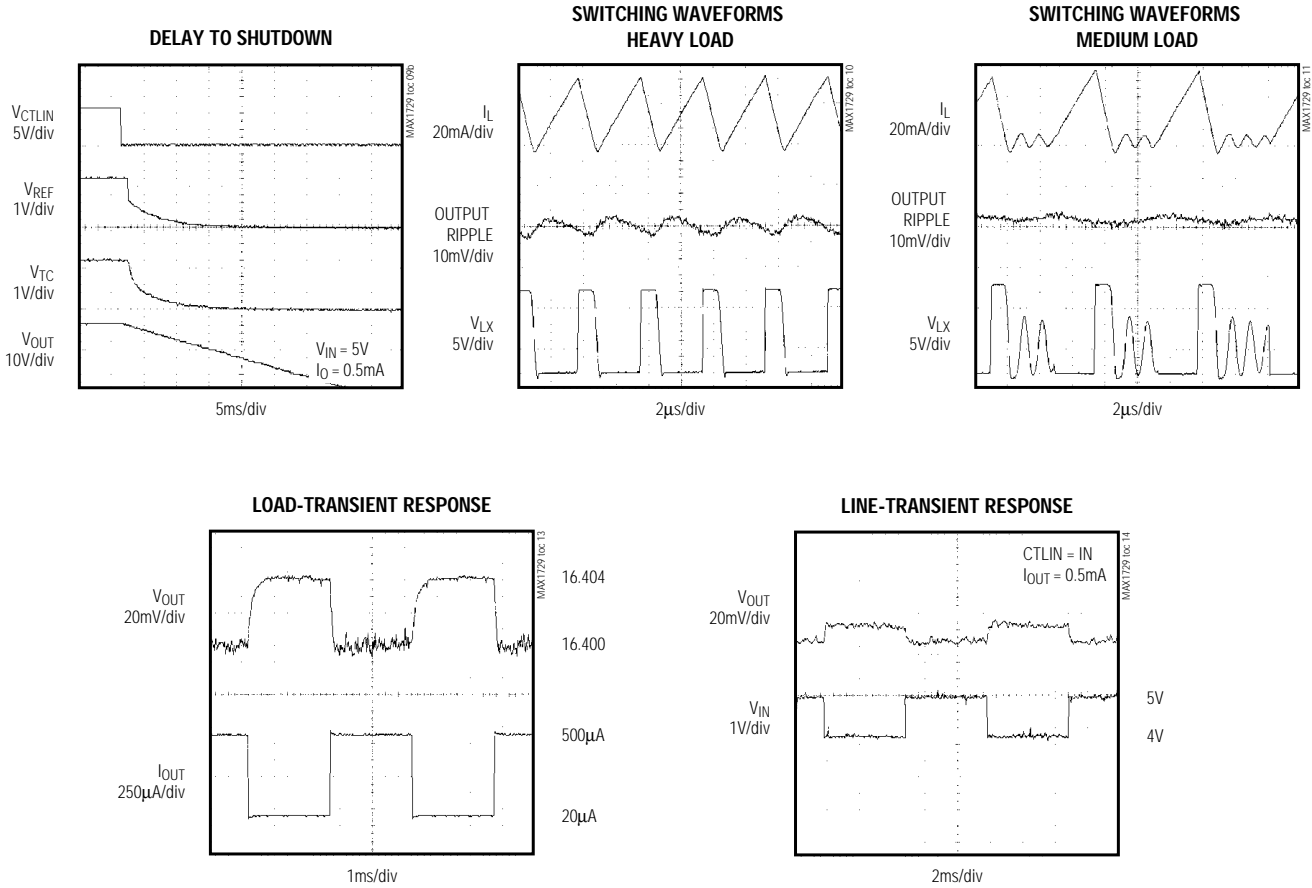 DELAY TO SHUTDOWN
VCTLIN
5V/div
VREF
1V/div
VTC
1V/div
VOUT
10V/div
VIN = 5V
IO = 0.5mA
5ms/div
MAX1729 toc 09b
SWITCHING WAVEFORMS
HEAVY LOAD
IL
20mA/div
OUTPUT
RIPPLE
10mV/div
VLX
5V/div
2μs/div
MAX1729 toc 10
SWITCHING WAVEFORMS
MEDIUM LOAD
IL
20mA/div
OUTPUT
RIPPLE
10mV/div
VLX
5V/div
2μs/div
MAX1729 toc 11
LOAD-TRANSIENT RESPONSE
VOUT
20mV/div
16.404
16.400
IOUT
250μA/div
500μA
20μA
1ms/div
MAX1729 toc 13
LINE-TRANSIENT RESPONSE
CTLIN = IN
IOUT = 0.5mA
VOUT
20mV/div
VIN
1V/div
5V
4V
2ms/div
MAX1729 toc 14